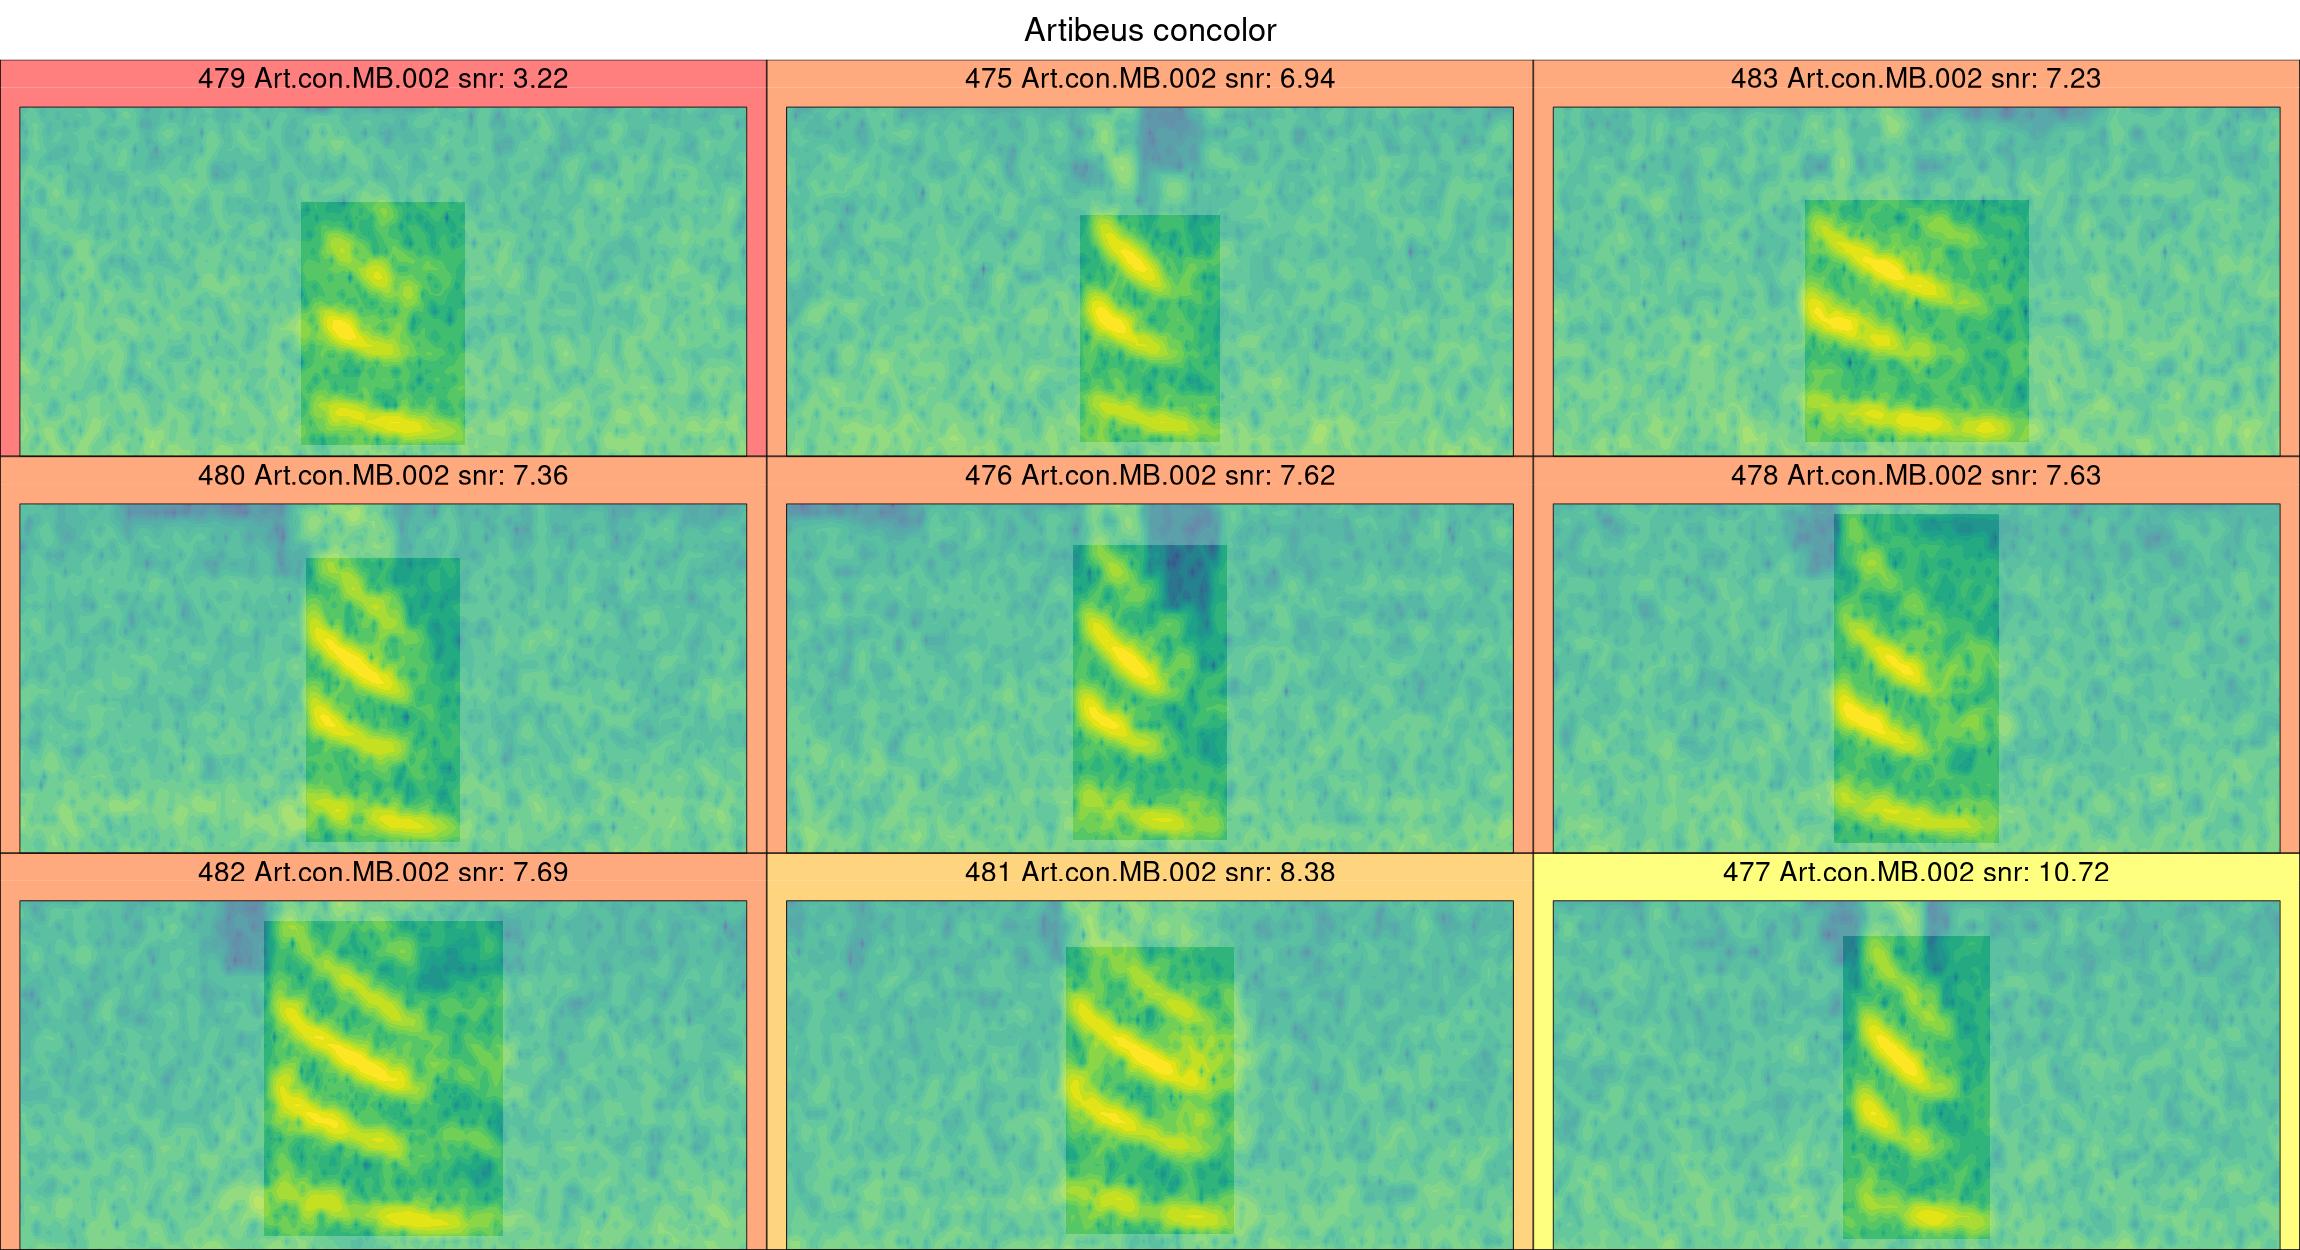 Artibeus concolor
479 Art.con.MB.002 snr: 3.22
475 Art.con.MB.002 snr: 6.94
483 Art.con.MB.002 snr: 7.23
480 Art.con.MB.002 snr: 7.36
476 Art.con.MB.002 snr: 7.62
478 Art.con.MB.002 snr: 7.63
482 Art.con.MB.002 snr: 7.69
481 Art.con.MB.002 snr: 8.38
477 Art.con.MB.002 snr: 10.72